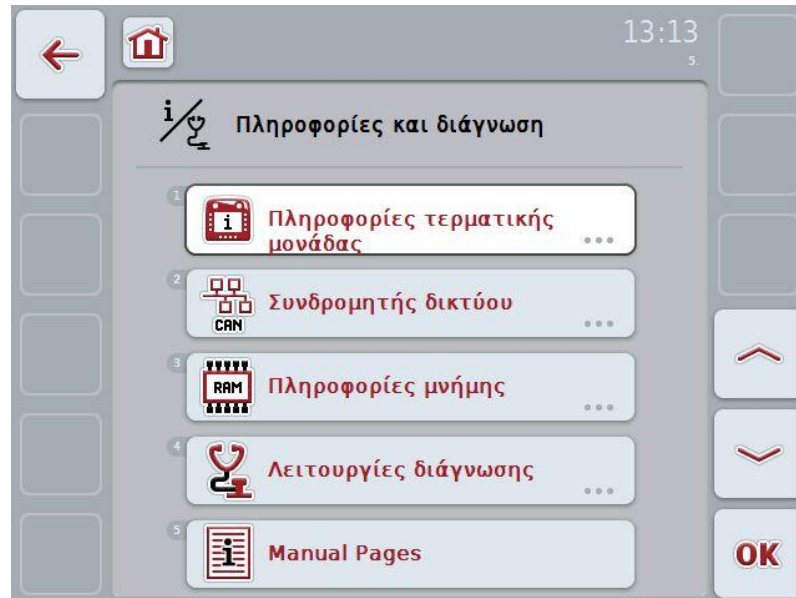 13:13
5.
i
Πληροφορίες και διάγνωση
1
i
Πληροφορίες τερματικής
μονάδας
2
CAN
Συνδρομητής δικτύου
3
RAM
Πληροφορίες μνήμης
4
Λειτουργίες διάγνωσης
5
i
Manual Pages
OK